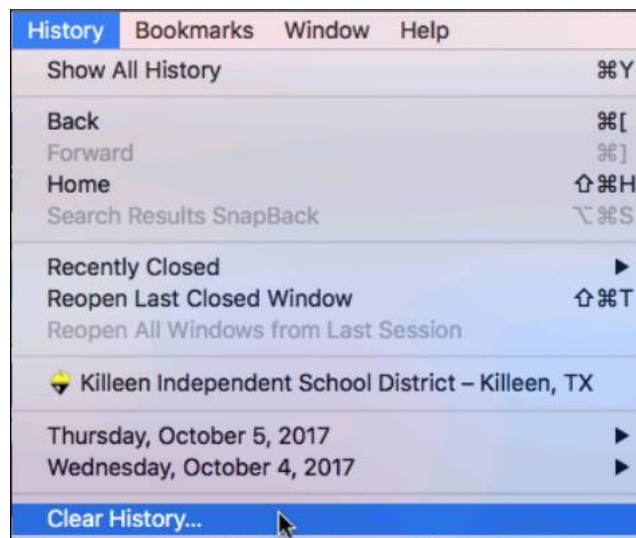 History Bookmarks Window Help
Show All History ⌘Y
Back ⌘[
Forward ⌘]
Home ⇧⌘H
Search Results SnapBack ⌥⌘S
Recently Closed ▶
Reopen Last Closed Window ⇧⌘T
Reopen All Windows from Last Session
Killeen Independent School District – Killeen, TX
Thursday, October 5, 2017 ▶
Wednesday, October 4, 2017 ▶
Clear History...